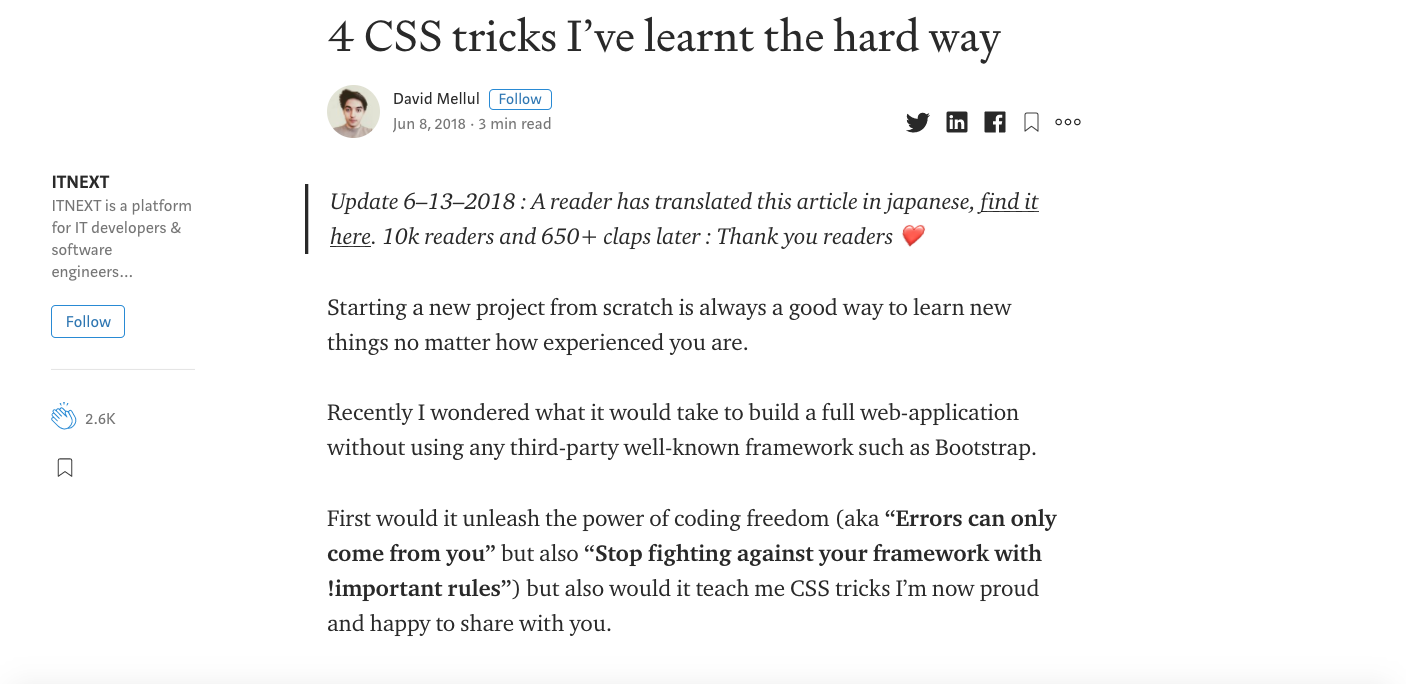 4 CSS tricks I’ve learnt the hard way
David Mellul Follow
Jun 8, 2018 · 3 min read
ITNEXT
ITNEXT is a platform
for IT developers &
software
engineers…
Follow
2.6K
Update 6–13–2018 : A reader has translated this article in japanese, find it
here. 10k readers and 650+ claps later : Thank you readers ❤️
Starting a new project from scratch is always a good way to learn new
things no matter how experienced you are.
Recently I wondered what it would take to build a full web-application
without using any third-party well-known framework such as Bootstrap.
First would it unleash the power of coding freedom (aka “Errors can only
come from you” but also “Stop fighting against your framework with
!important rules”) but also would it teach me CSS tricks I’m now proud
and happy to share with you.